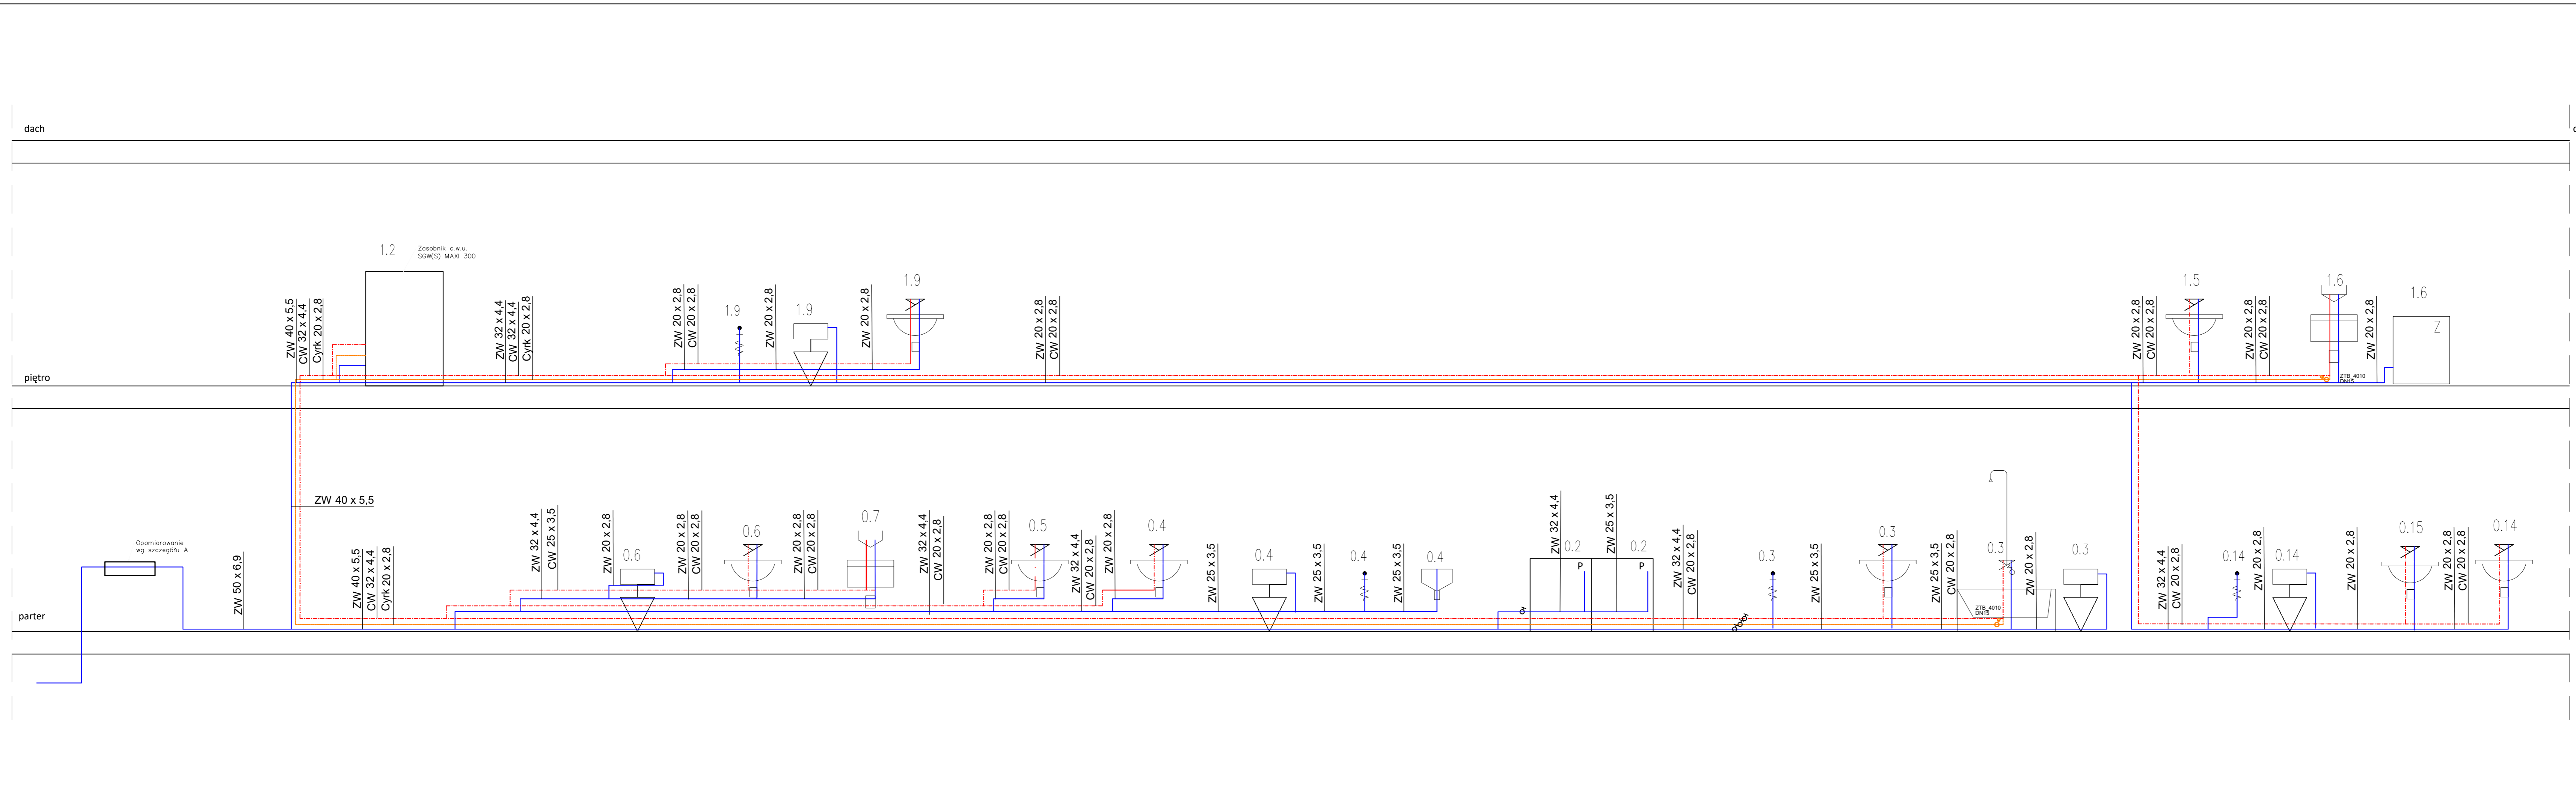 dach
1.2
Zasobnik c.w.u.
SGW(S) MAXI 300
ZW 40 x 5,5
CW 32 x 4,4
Cyrk 20 x 2,8
ZW 32 x 4,4
CW 32 x 4,4
Cyrk 20 x 2,8
ZW 20 x 2,8
CW 20 x 2,8
1.9
ZW 20 x 2,8
1.9
ZW 20 x 2,8
1.9
ZW 20 x 2,8
CW 20 x 2,8
ZW 20 x 2,8
CW 20 x 2,8
1.5
ZW 20 x 2,8
CW 20 x 2,8
1.6
ZTB_4010
DN15
ZW 20 x 2,8
1.6
Z
piętro
ZW 40 x 5,5
Opomiarowanie
wg szczegółu A
ZW 50 x 6,9
ZW 40 x 5,5
CW 32 x 4,4
Cyrk 20 x 2,8
ZW 32 x 4,4
CW 25 x 3,5
ZW 20 x 2,8
0.6
ZW 20 x 2,8
CW 20 x 2,8
0.6
ZW 20 x 2,8
CW 20 x 2,8
0.7
ZW 32 x 4,4
CW 20 x 2,8
ZW 20 x 2,8
CW 20 x 2,8
0.5
ZW 32 x 4,4
CW 20 x 2,8
ZW 20 x 2,8
0.4
ZW 25 x 3,5
0.4
ZW 25 x 3,5
0.4
ZW 25 x 3,5
0.4
ZW 32 x 4,4
0.2
P
ZW 25 x 3,5
0.2
P
ZW 32 x 4,4
CW 20 x 2,8
0.3
ZW 25 x 3,5
0.3
ZW 25 x 3,5
CW 20 x 2,8
0.3
ZTB_4010
DN15
ZW 20 x 2,8
0.3
ZW 32 x 4,4
CW 20 x 2,8
0.14
ZW 20 x 2,8
0.14
ZW 20 x 2,8
0.15
ZW 20 x 2,8
CW 20 x 2,8
0.14
parter